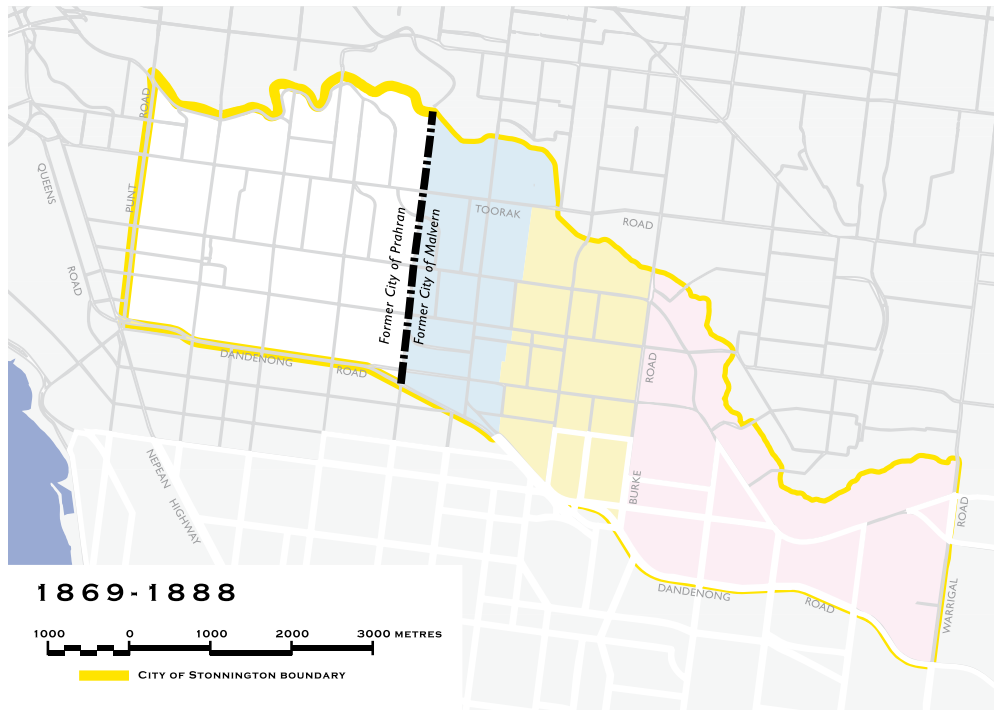 ROAD
PUNT
QUEENS
ROAD
TOORAK
ROAD
Former City of Prahran
Former City of Malvern
DANDENONG
ROAD
ROAD
BURKE
NEPEAN HIGHWAY
ROAD
WARRIGAL
DANDENONG
ROAD
1869-1888
1000 0 1000 2000 3000 METRES
CITY OF STONNINGTON BOUNDARY